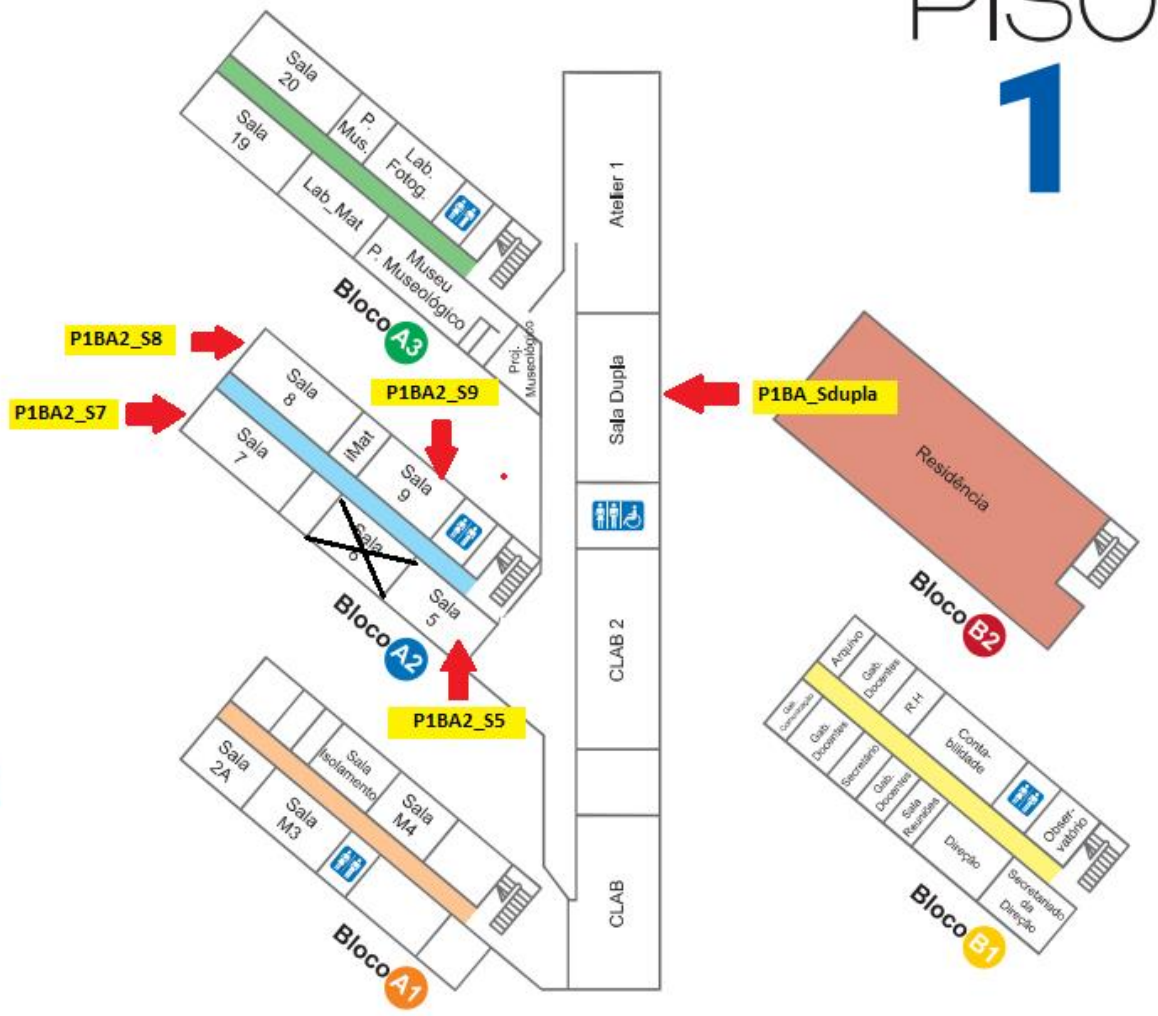 PISO
1
Sala
20
P.
Mus.
Lab.
Fotog.
Sala
19
Lab_Mat
Museu
P. Museológico
Proj.
Museológico
Bloco A3
Atelier 1
Sala Dupla
CLAB 2
CLAB
P1BA2_S8
P1BA2_S7
P1BA2_S9
P1BA_Sdupla
P1BA2_S5
Sala
8
IMat
Sala
9
Sala
7
Sala
6
Sala
5
Bloco A2
Sala
Isolamento
Sala
M4
Sala
2A
Sala
M3
Bloco A1
Residência
Bloco B2
Arquivo
Gab.
Docentes
R.H
Conta-
bilidade
Obser-
vatório
Gab.
Comunicação
Gab.
Docentes
Secretário
Gab.
Docentes
Sala
Reuniões
Direção
Secretariado
da
Direção
Bloco B1